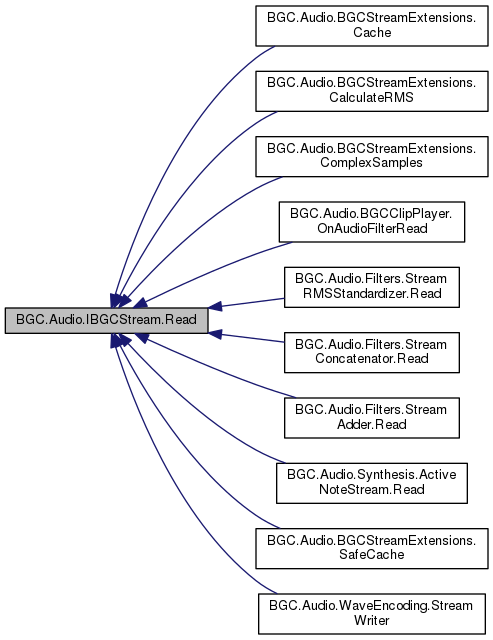 BGC.Audio.BGCStreamExtensions.
Cache
BGC.Audio.BGCStreamExtensions.
CalculateRMS
BGC.Audio.BGCStreamExtensions.
ComplexSamples
BGC.Audio.BGCClipPlayer.
OnAudioFilterRead
BGC.Audio.Filters.Stream
RMSStandardizer.Read
BGC.Audio.IBGCStream.Read
BGC.Audio.Filters.Stream
Concatenator.Read
BGC.Audio.Filters.Stream
Adder.Read
BGC.Audio.Synthesis.Active
NoteStream.Read
BGC.Audio.BGCStreamExtensions.
SafeCache
BGC.Audio.WaveEncoding.Stream
Writer